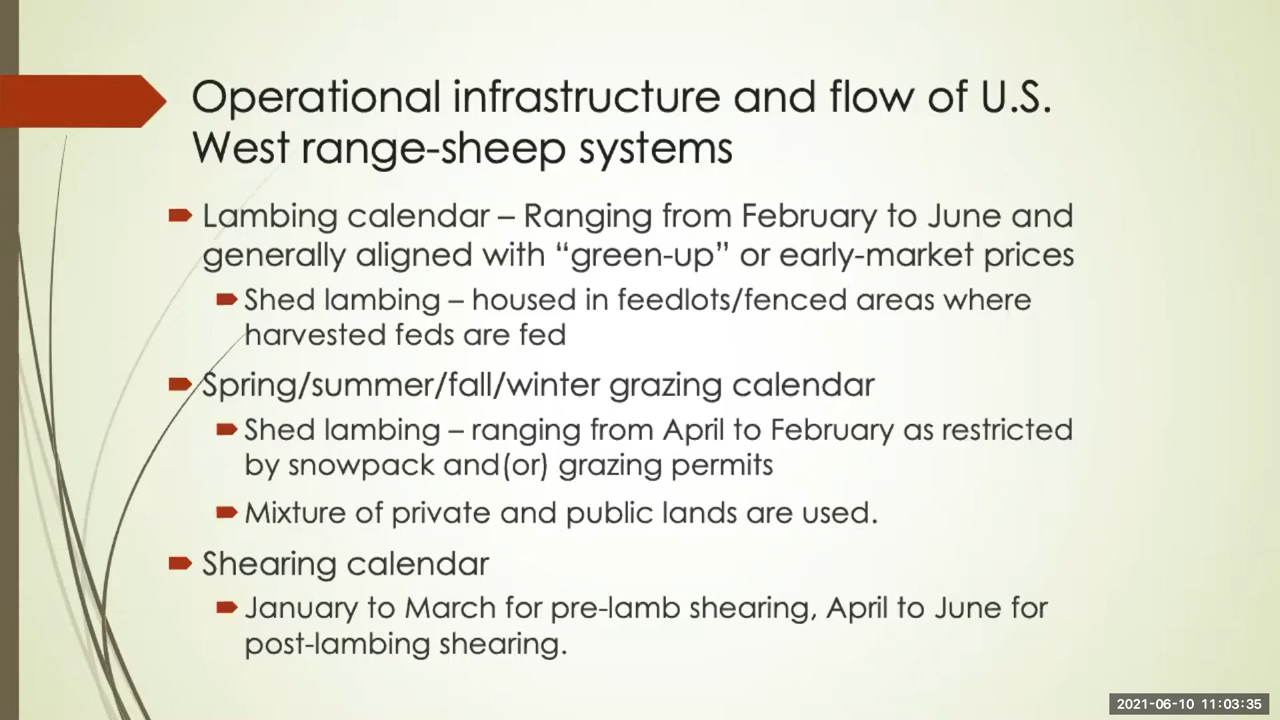 Operational infrastructure and flow of U.S.
West range-sheep systems
Lambing calendar – Ranging from February to June and
generally aligned with “green-up” or early-market prices
Shed lambing – housed in feedlots/fenced areas where
harvested feds are fed
Spring/summer/fall/winter grazing calendar
Shed lambing – ranging from April to February as restricted
by snowpack and(or) grazing permits
Mixture of private and public lands are used.
Shearing calendar
January to March for pre-lamb shearing, April to June for
post-lambing shearing.
2021-06-10 11:03:35